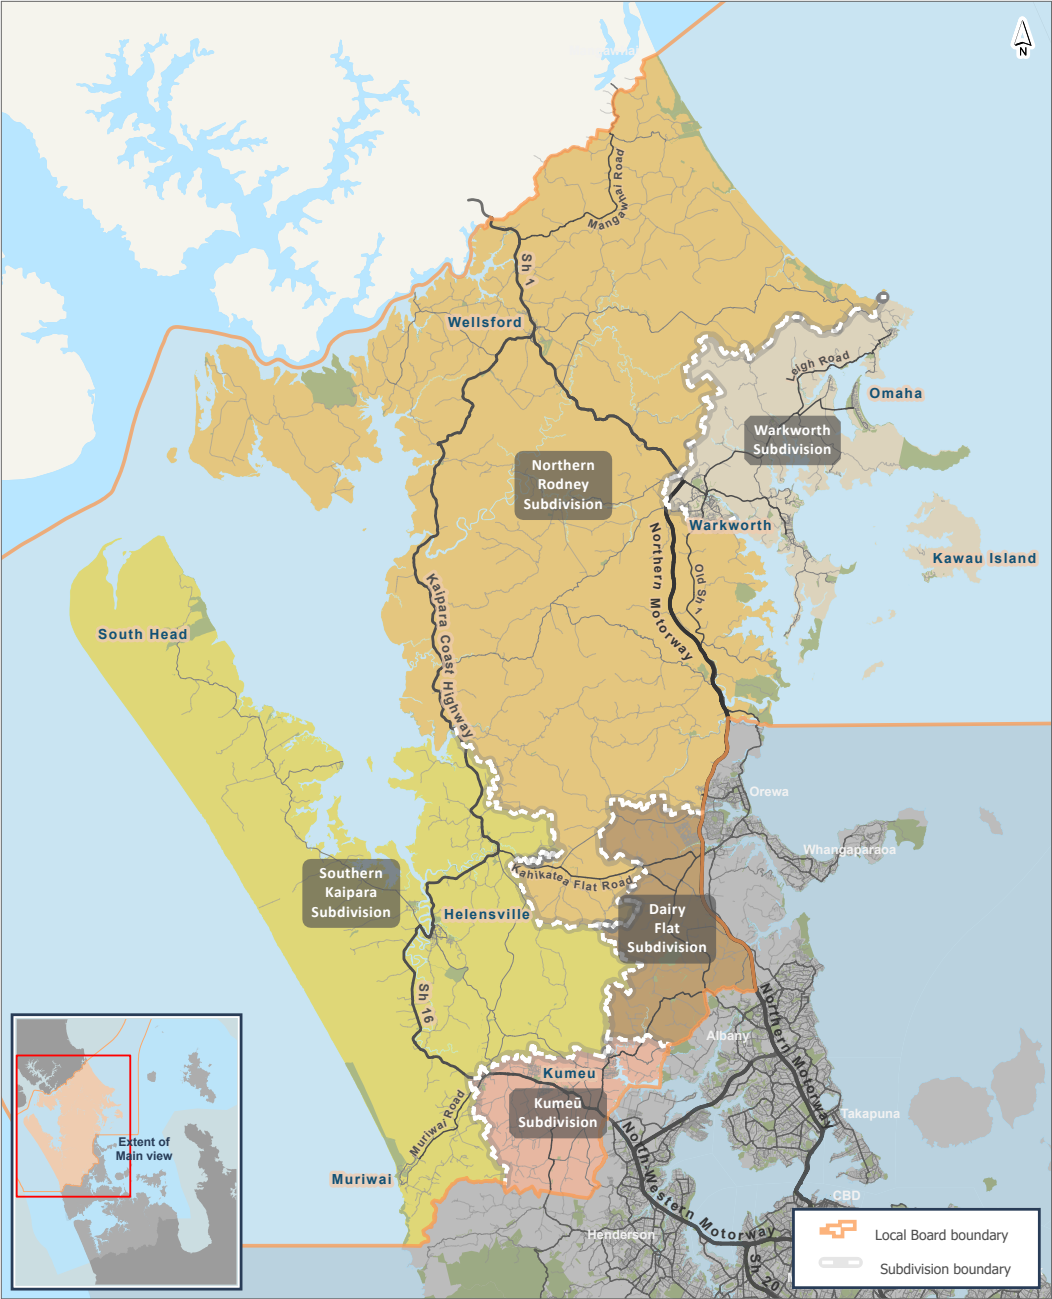 N
Mangawhai Road
Sh 1
Wellsford
Leigh Road
Omaha
Warkworth
Subdivision
Northern
Rodney
Subdivision
Warkworth
Kawau Island
Northern Motorway
Old Sh 1
Kaipara Coast Highway
South Head
Orewa
Whangaparaoa
Southern
Kaipara
Subdivision
Kahikatea Flat Road
Helensville
Dairy
Flat
Subdivision
Sh 16
Northern Motorway
Albany
Kumeu
Kumeū
Subdivision
Takapuna
Muriwai Road
North Western Motorway
Muriwai
CBD
Henderson
Sh 20
Extent of
Main view
Local Board boundary
Subdivision boundary